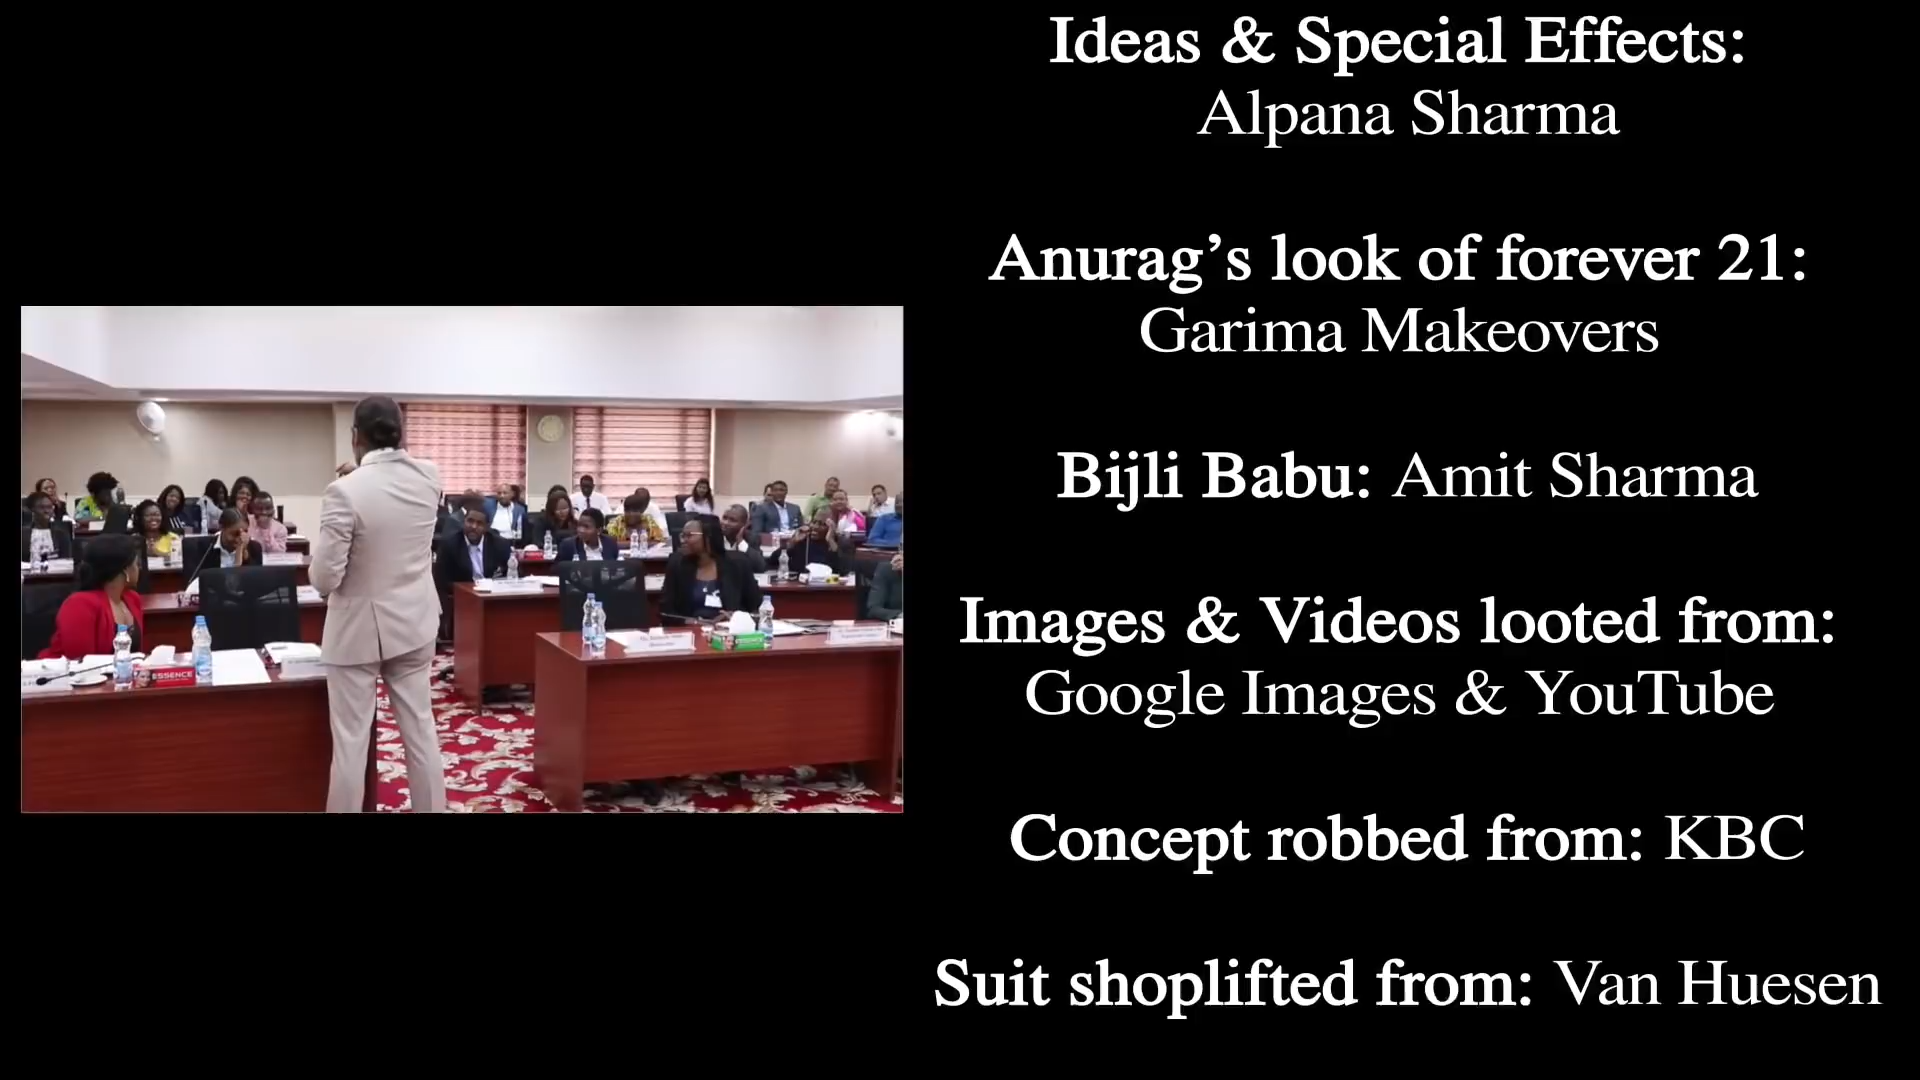 Ideas & Special Effects:
Alpana Sharma
Anurag’s look of forever 21:
Garima Makeovers
Bijli Babu: Amit Sharma
Images & Videos looted from:
Google Images & YouTube
Concept robbed from: KBC
Suit shoplifted from: Van Huesen
ESSENCE